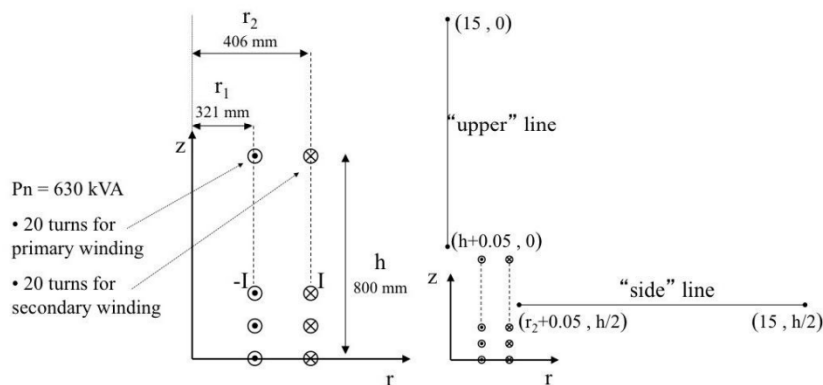 r2
406 mm
r1
321 mm
z
Pn = 630 kVA
• 20 turns for
primary winding
• 20 turns for
secondary winding
-I
I
h
800 mm
r
(15 , 0)
“upper” line
(h+0.05 , 0)
z
“side” line
(r2+0.05 , h/2)
(15 , h/2)
r